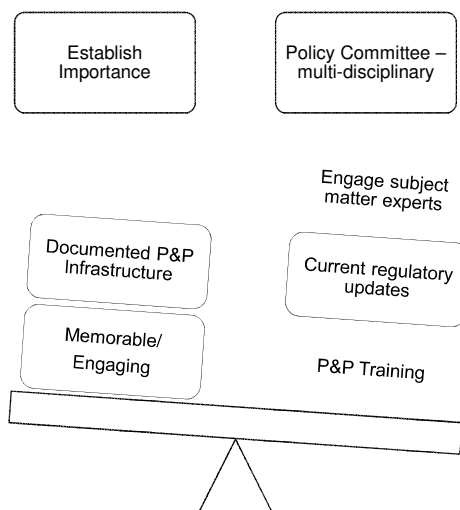 Establish
Importance
Policy Committee –
multi-disciplinary
Engage subject
matter experts
Documented P&P
Infrastructure
Current regulatory
updates
Memorable/
Engaging
P&P Training